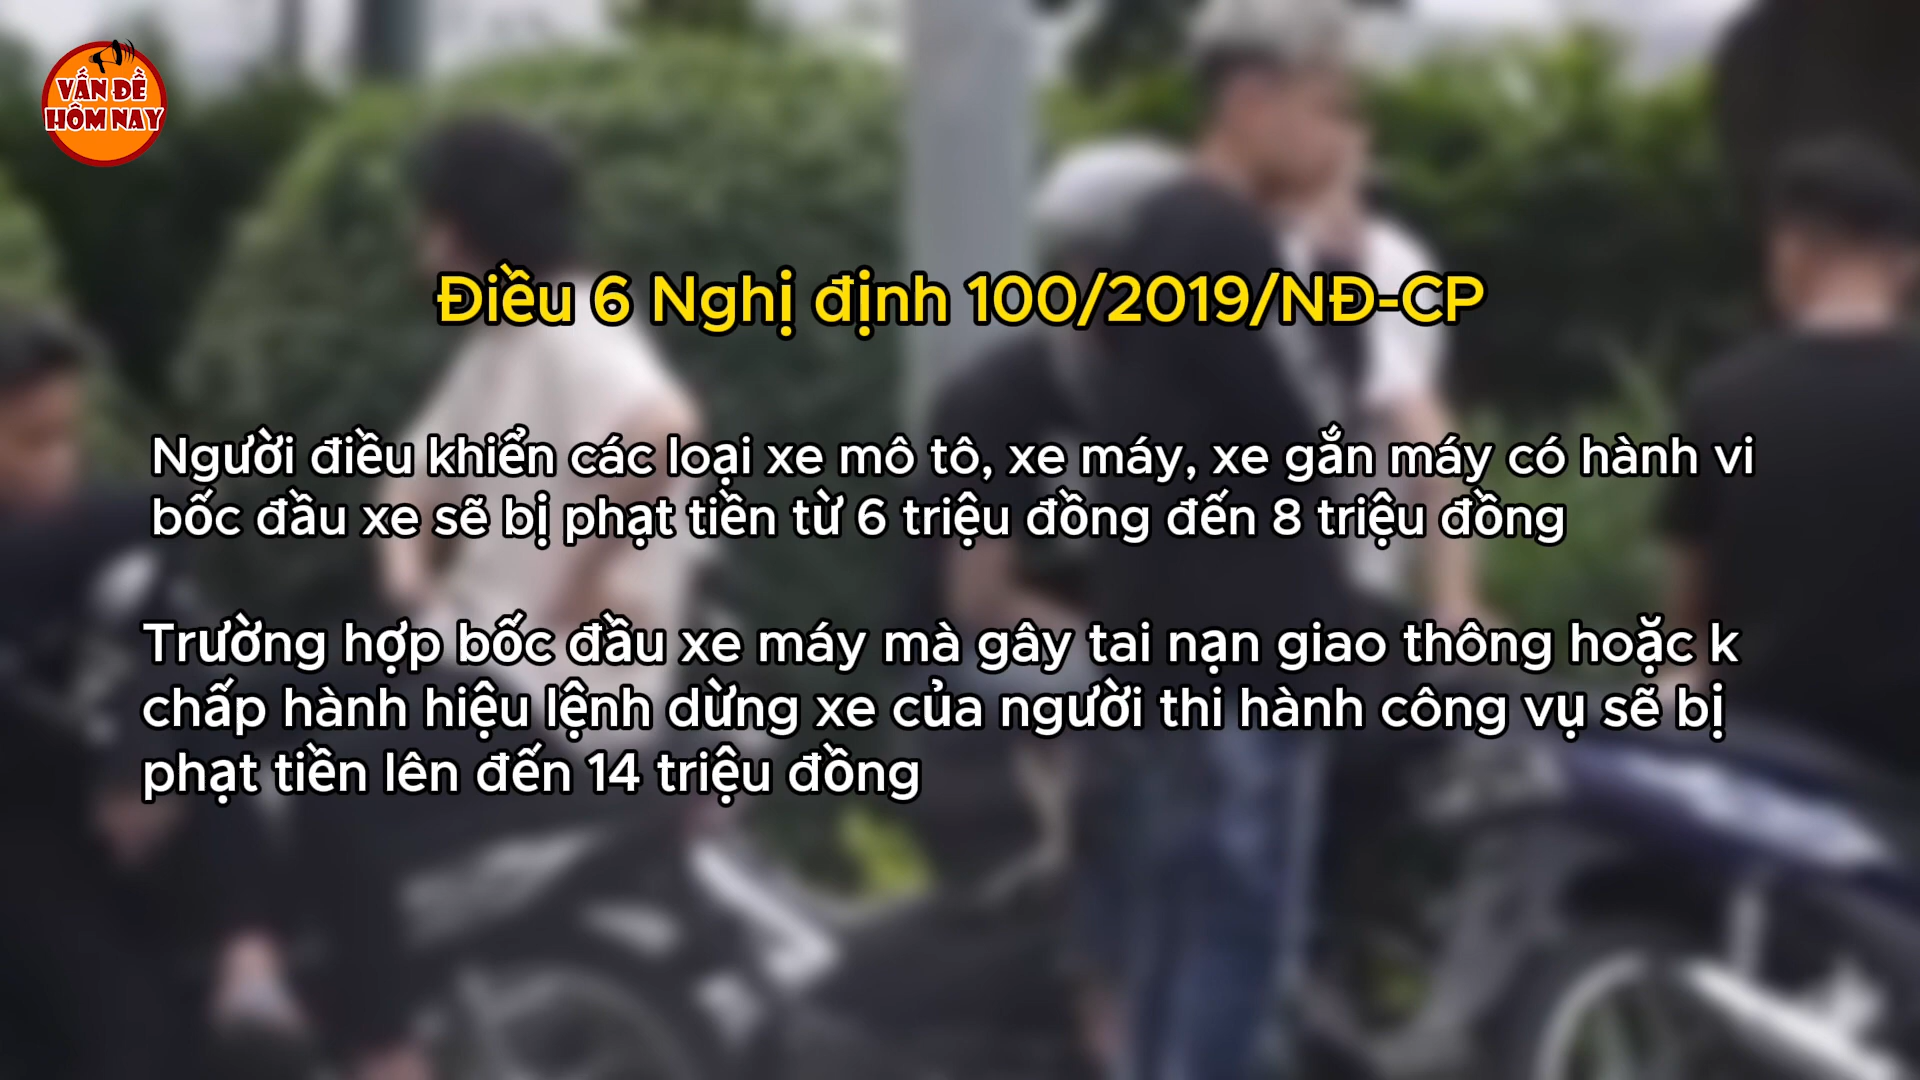 VẤN ĐỀ
HÔM NAY
Điều 6 Nghị định 100/2019/NĐ-CP
Người điều khiển các loại xe mô tô, xe máy, xe gắn máy có hành vi
bốc đầu xe sẽ bị phạt tiền từ 6 triệu đồng đến 8 triệu đồng
Trường hợp bốc đầu xe máy mà gây tai nạn giao thông hoặc k
chấp hành hiệu lệnh dừng xe của người thi hành công vụ sẽ bị
phạt tiền lên đến 14 triệu đồng